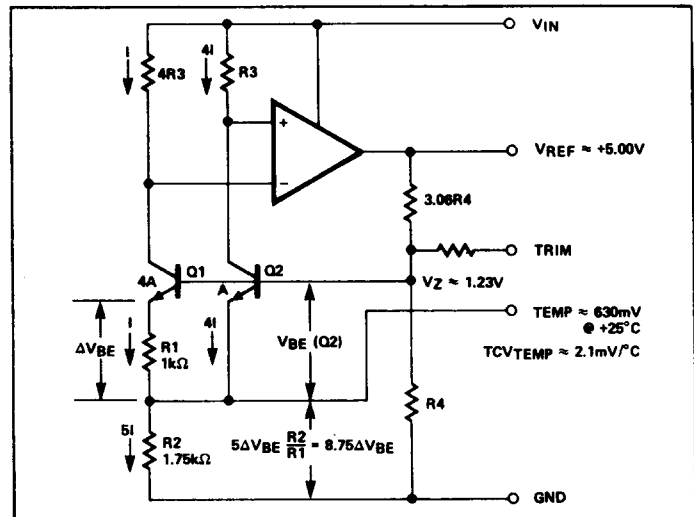 VIN
I
4R3
4I
R3
+
−
VREF ≈ +5.00V
3.06R4
TRIM
4A
Q1
A
Q2
VZ ≈ 1.23V
TEMP ≈ 630mV
@ +25°C
TCVTEMP ≈ 2.1mV/°C
ΔVBE
I
R1
1kΩ
4I
VBE (Q2)
R4
5I
R2
1.75kΩ
5ΔVBE R2/R1 = 8.75ΔVBE
GND